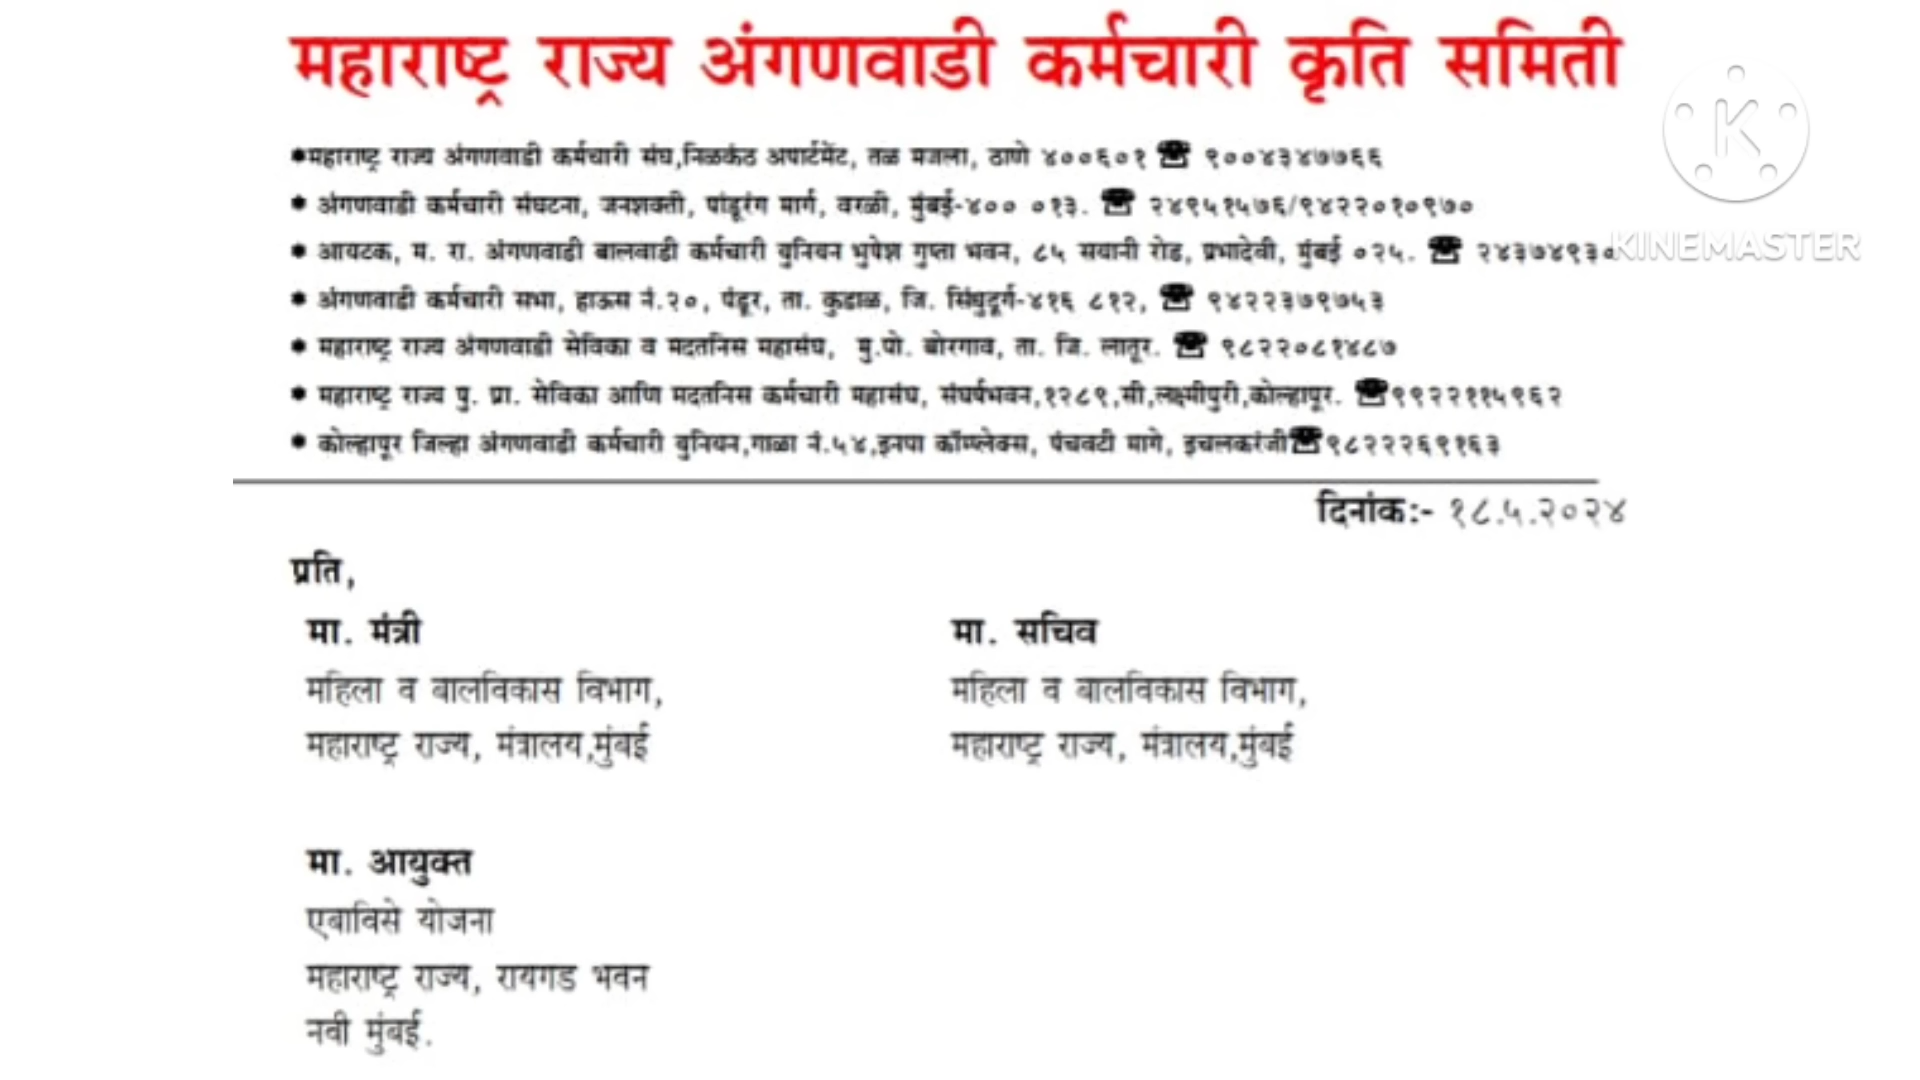 महाराष्ट्र राज्य अंगणवाडी कर्मचारी कृति समिती
●महाराष्ट्र राज्य अंगणवाडी कर्मचारी संघ,निळकंठ अपार्टमेंट, तळ मजला, ठाणे ४००६०१ ☎ ९००४३४७७६६
● अंगणवाडी कर्मचारी संघटना, जनशक्ती, पांडूरंग मार्ग, वरळी, मुंबई-४०० ०१३. ☎ २४९५१५७६/९४२२०१०९७०
● आयटक, म. रा. अंगणवाडी बालवाडी कर्मचारी युनियन भुपेश गुप्ता भवन, ८५ सयानी रोड, प्रभादेवी, मुंबई ०२५. ☎ २४३७४९३०
● अंगणवाडी कर्मचारी सभा, हाऊस नं.२०, पंडूर, ता. कुडाळ, जि. सिंधुदूर्ग-४१६ ८१२, ☎ ९४२२३७९७५३
● महाराष्ट्र राज्य अंगणवाडी सेविका व मदतनिस महासंघ, मु.पो. बोरगाव, ता. जि. लातूर. ☎ ९८२२०८१४८७
● महाराष्ट्र राज्य पु. प्रा. सेविका आणि मदतनिस कर्मचारी महासंघ, संघर्षभवन,१२८९,सी,लक्ष्मीपुरी,कोल्हापूर. ☎९९२२११५९६२
● कोल्हापूर जिल्हा अंगणवाडी कर्मचारी युनियन,गाळा नं.५४,इनपा कॉम्प्लेक्स, पंचवटी मागे, इचलकरंजी☎९८२२२६९१६३
दिनांक:- १८.५.२०२४
प्रति,
मा. मंत्री
महिला व बालविकास विभाग,
महाराष्ट्र राज्य, मंत्रालय,मुंबई
मा. सचिव
महिला व बालविकास विभाग,
महाराष्ट्र राज्य, मंत्रालय,मुंबई
मा. आयुक्त
एबाविसे योजना
महाराष्ट्र राज्य, रायगड भवन
नवी मुंबई.
K
KINEMASTER